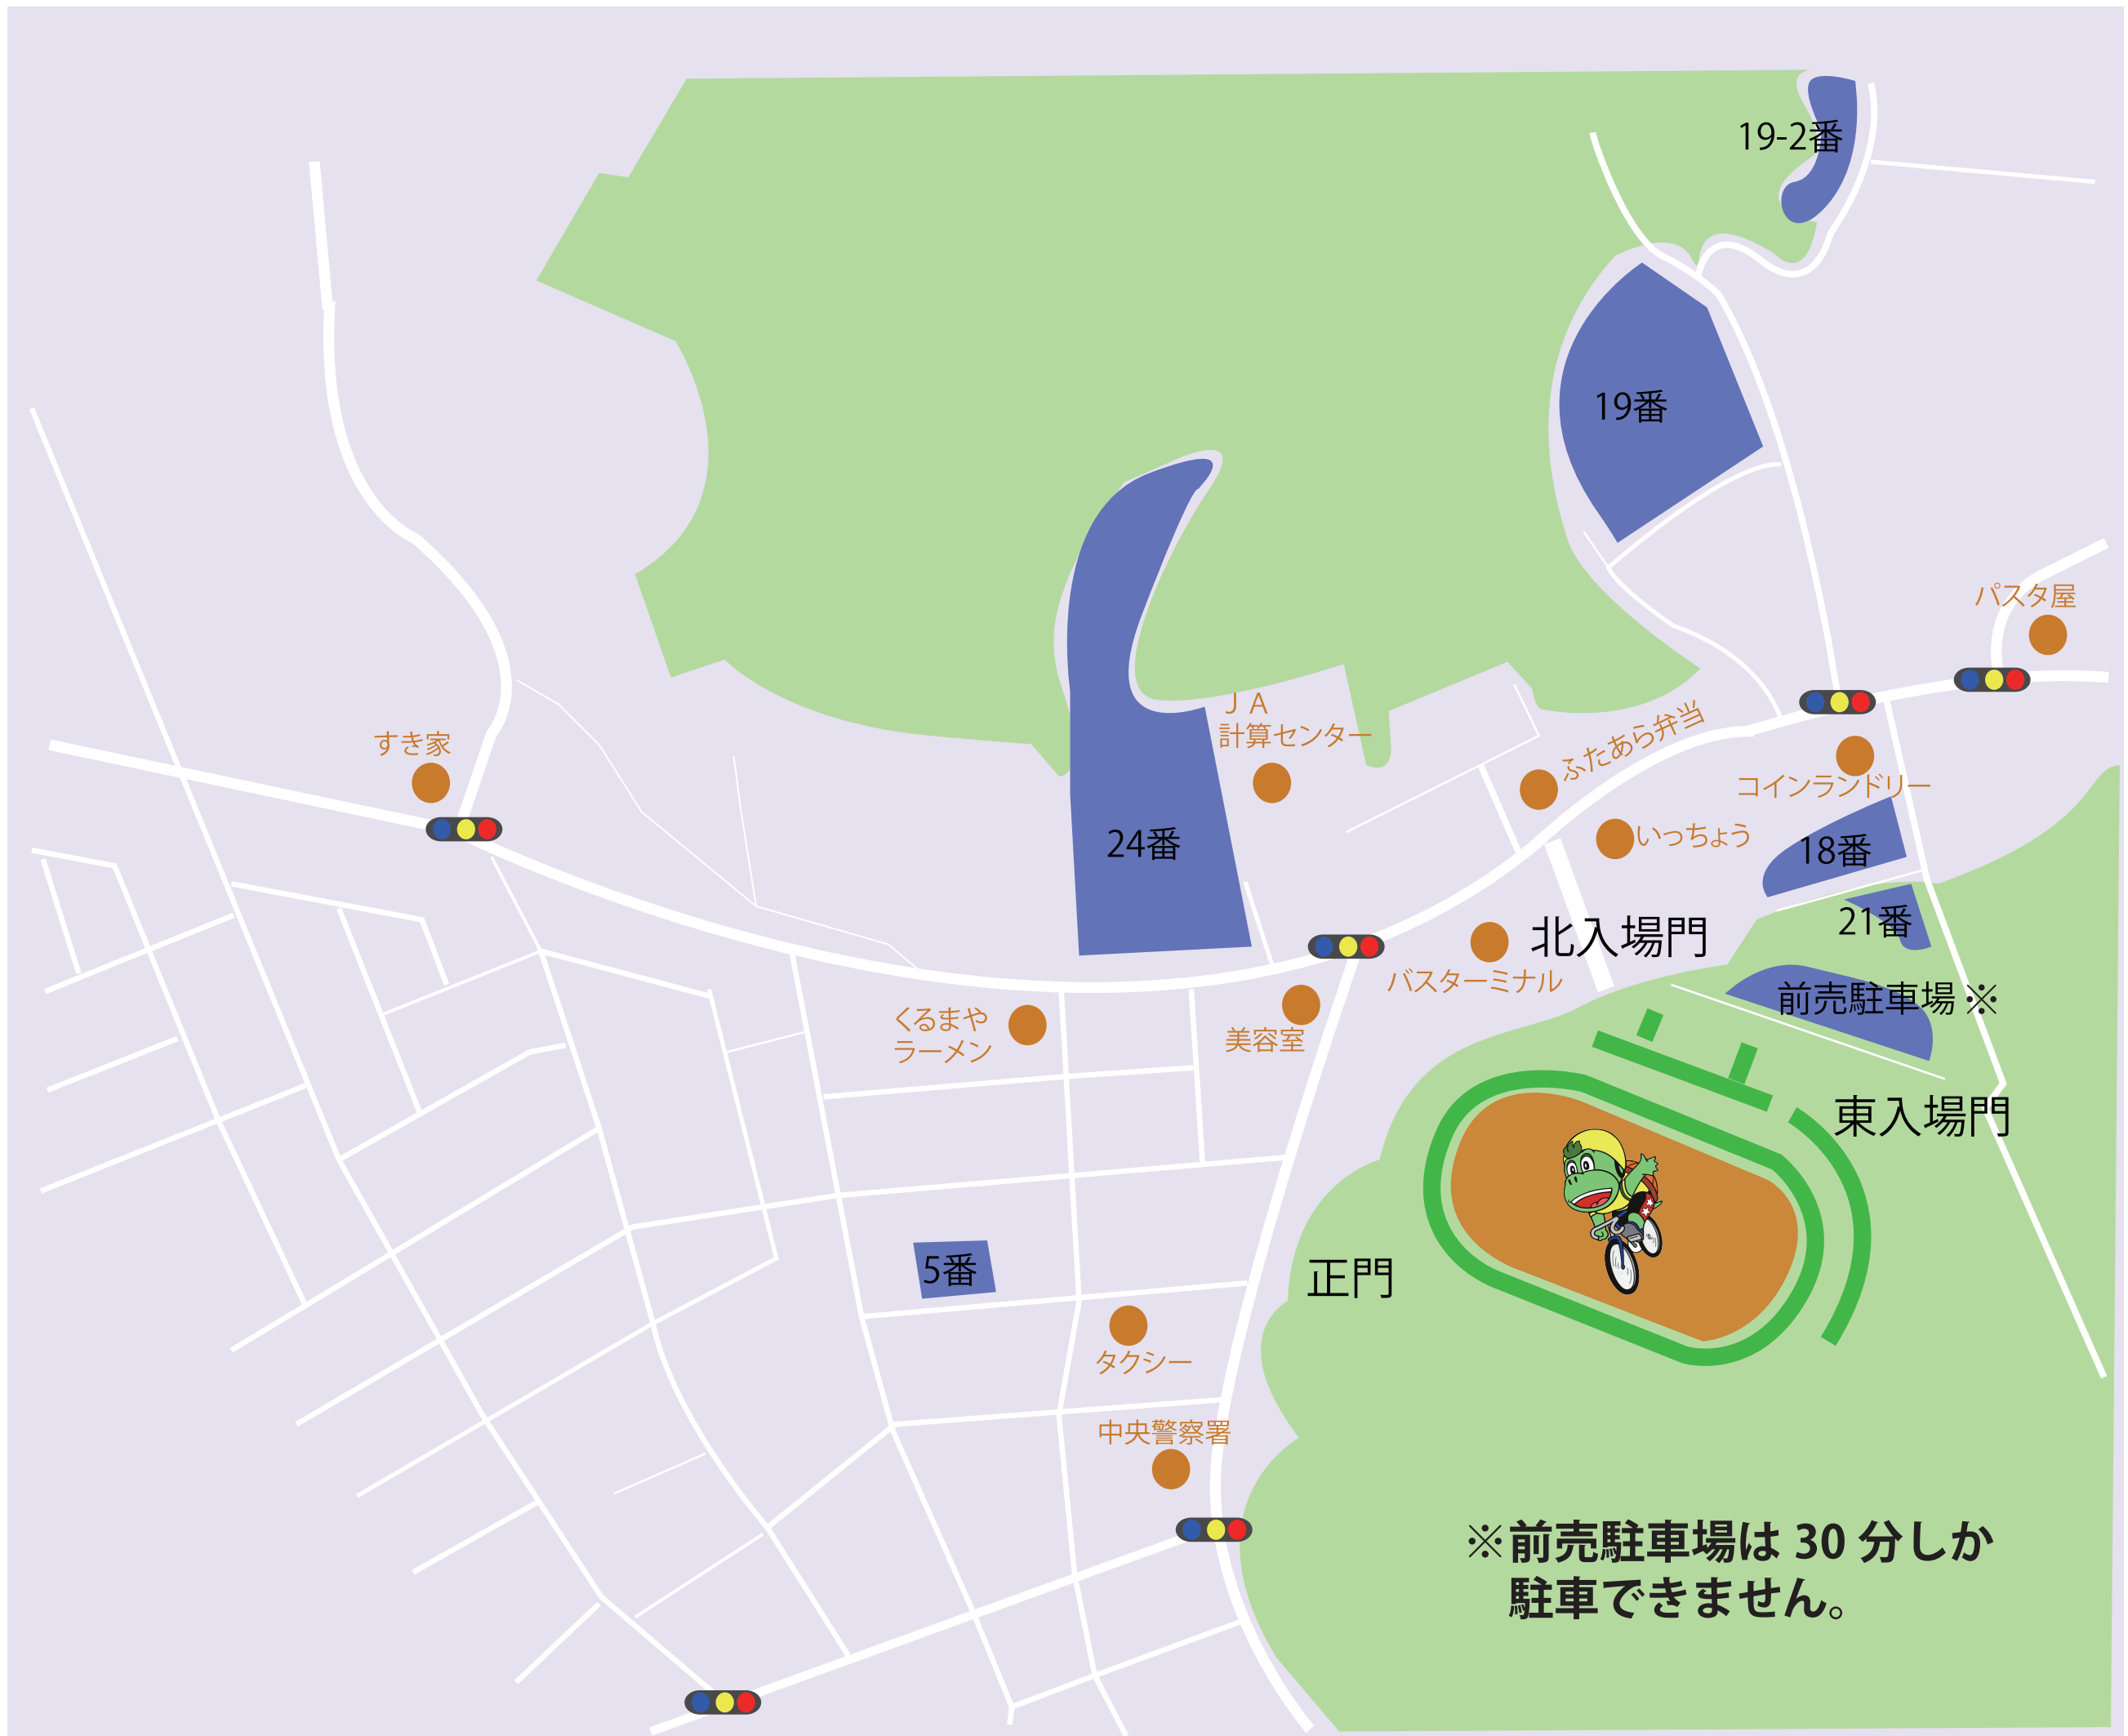 19-2番
19番
パスタ屋
ＪＡ
計算センター
ふたあら弁当
すき家
コインランドリー
いっちょう
24番
18番
21番
北入場門
バスターミナル
前売駐車場※
くるまや
ラーメン
美容室
東入場門
正門
5番
タクシー
中央警察署
※前売駐車場は 30 分しか
駐車できません。